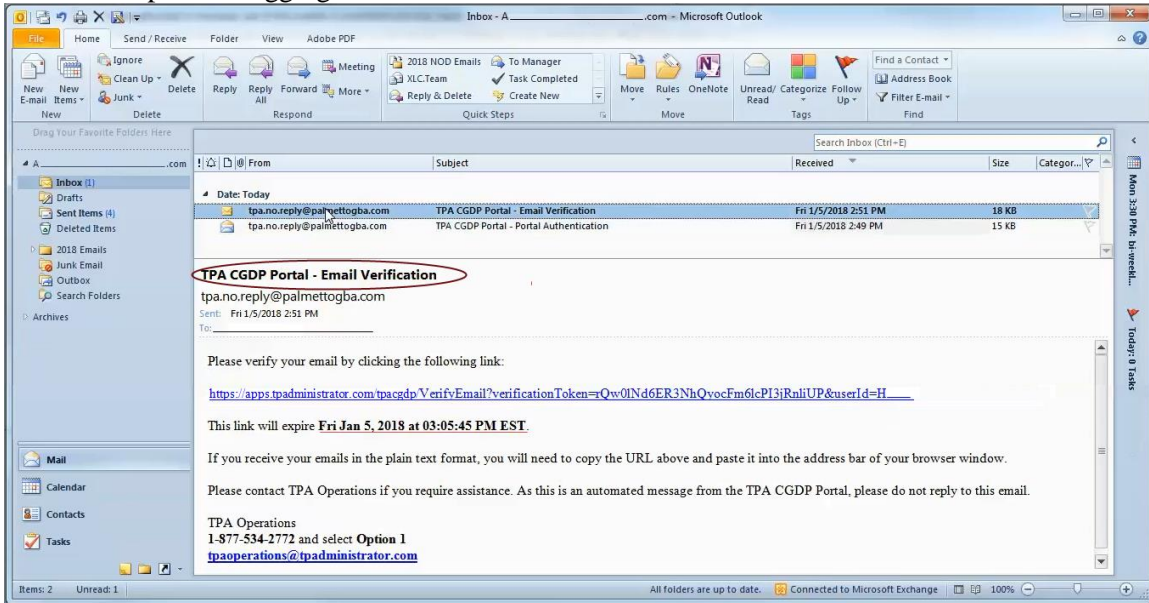 Inbox - A____________________.com - Microsoft Outlook
File Home Send / Receive Folder View Adobe PDF
New E-mail
New Items
New
Ignore
Clean Up
Junk
Delete
Delete
Reply
Reply All
Forward
Meeting
More
Respond
2018 NOD Emails To Manager
XLC.Team Task Completed
Reply & Delete Create New
Quick Steps
Move
Rules
OneNote
Move
Unread/ Read
Categorize
Follow Up
Tags
Find a Contact
Address Book
Filter E-mail
Find
Drag Your Favorite Folders Here
A____________________.com
Inbox (1)
Drafts
Sent Items (4)
Deleted Items
2018 Emails
Junk Email
Outbox
Search Folders
Archives
Mail
Calendar
Contacts
Tasks
Search Inbox (Ctrl+E)
From Subject Received Size Categor...
Date: Today
tpa.no.reply@palmettogba.com TPA CGDP Portal - Email Verification Fri 1/5/2018 2:51 PM 18 KB
tpa.no.reply@palmettogba.com TPA CGDP Portal - Portal Authentication Fri 1/5/2018 2:49 PM 15 KB
TPA CGDP Portal - Email Verification
tpa.no.reply@palmettogba.com
Sent: Fri 1/5/2018 2:51 PM
To:____________________
Please verify your email by clicking the following link:
https://apps.tpadministrator.com/tpacgdp/VerifyEmail?verificationToken=rQw0lNd6ER3NhQvocFm6lcPI3jRnliUP&userId=H____
This link will expire Fri Jan 5, 2018 at 03:05:45 PM EST.
If you receive your emails in the plain text format, you will need to copy the URL above and paste it into the address bar of your browser window.
Please contact TPA Operations if you require assistance. As this is an automated message from the TPA CGDP Portal, please do not reply to this email.
TPA Operations
1-877-534-2772 and select Option 1
tpaoperations@tpadministrator.com
Mon 3:30 PM: bi-weekl...
Today: 0 Tasks
Items: 2 Unread: 1 All folders are up to date. Connected to Microsoft Exchange 100%